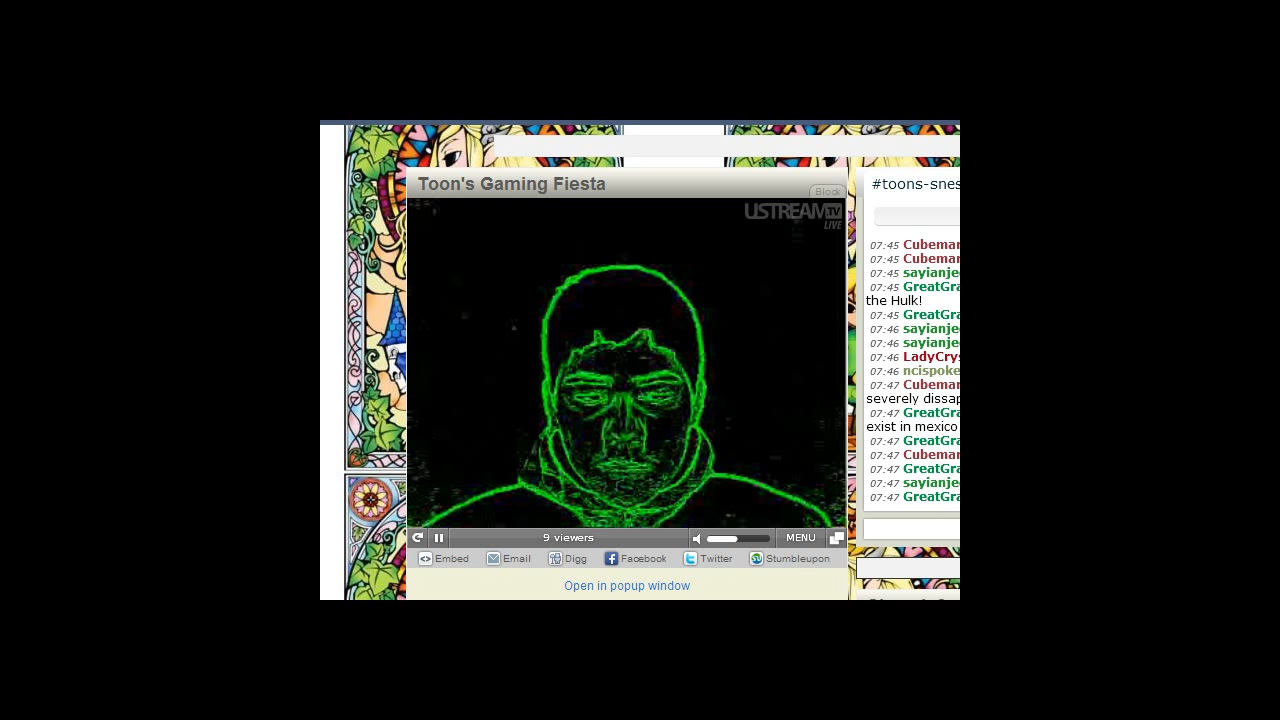 Toon's Gaming Fiesta
Block
USTREAM.TV
LIVE
#toons-snes
07:45 Cubeman
07:45 Cubeman
07:45 sayianje
07:45 GreatGra
the Hulk!
07:45 GreatGra
07:46 sayianje
07:46 sayianje
07:46 LadyCrys
07:46 ncispoke
07:47 Cubeman
severely dissap
07:47 GreatGra
exist in mexico
07:47 GreatGra
07:47 Cubeman
07:47 GreatGra
07:47 sayianje
07:47 GreatGra
9 viewers
MENU
Embed Email Digg Facebook Twitter Stumbleupon
Open in popup window